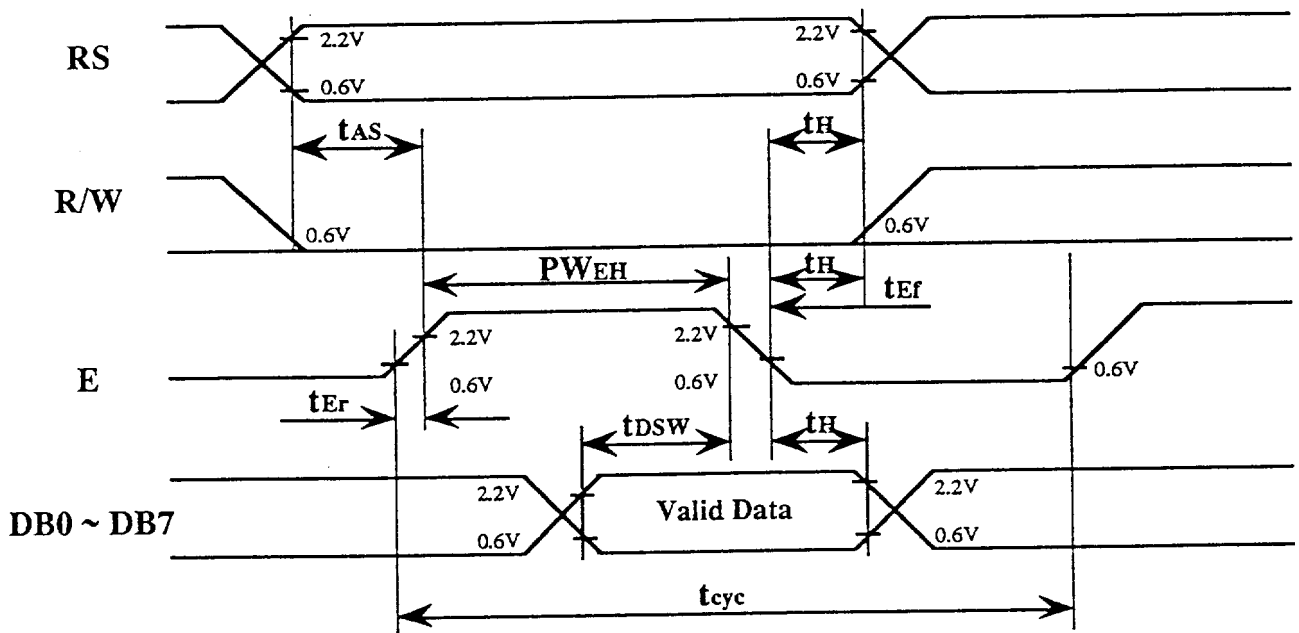 RS
2.2V
2.2V
0.6V
0.6V
tAS
tH
R/W
0.6V
0.6V
PWEH
tH
tEf
E
2.2V
2.2V
0.6V
0.6V
0.6V
tEr
tDSW
tH
DB0 ~ DB7
2.2V
Valid Data
2.2V
0.6V
0.6V
tcyc